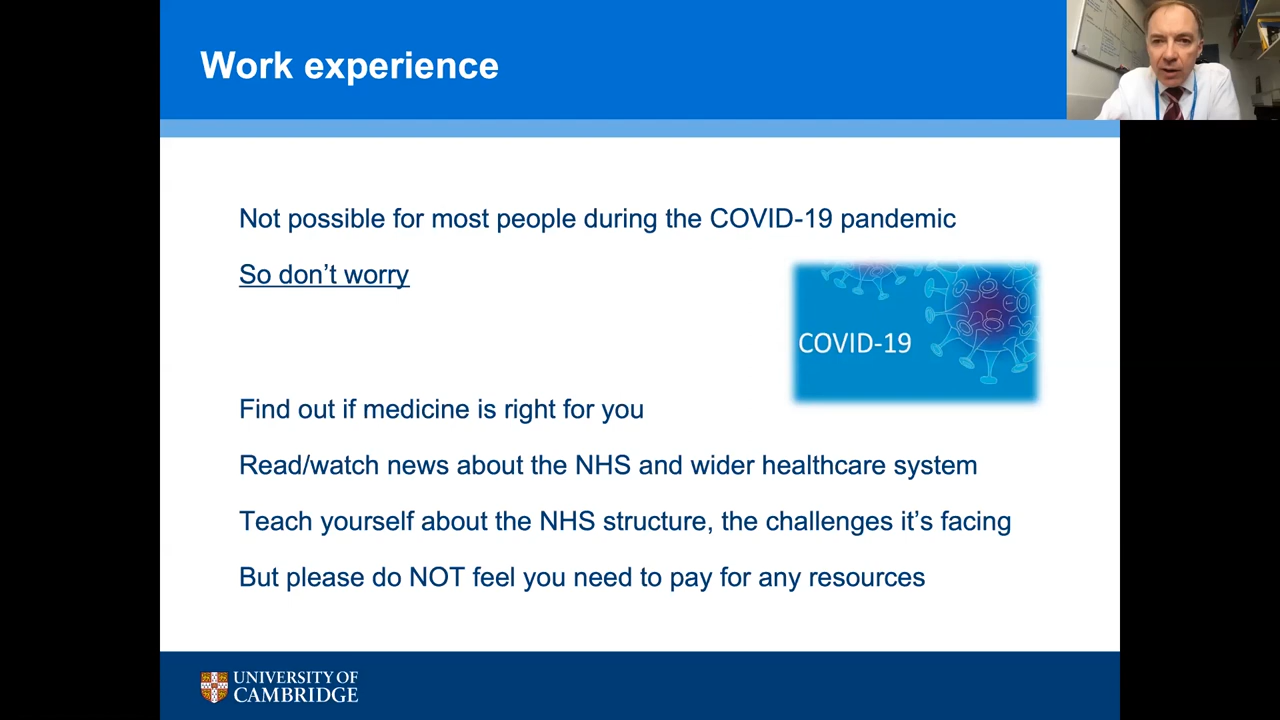 Work experience
Not possible for most people during the COVID-19 pandemic
So don’t worry
COVID-19
Find out if medicine is right for you
Read/watch news about the NHS and wider healthcare system
Teach yourself about the NHS structure, the challenges it’s facing
But please do NOT feel you need to pay for any resources
UNIVERSITY OF
CAMBRIDGE